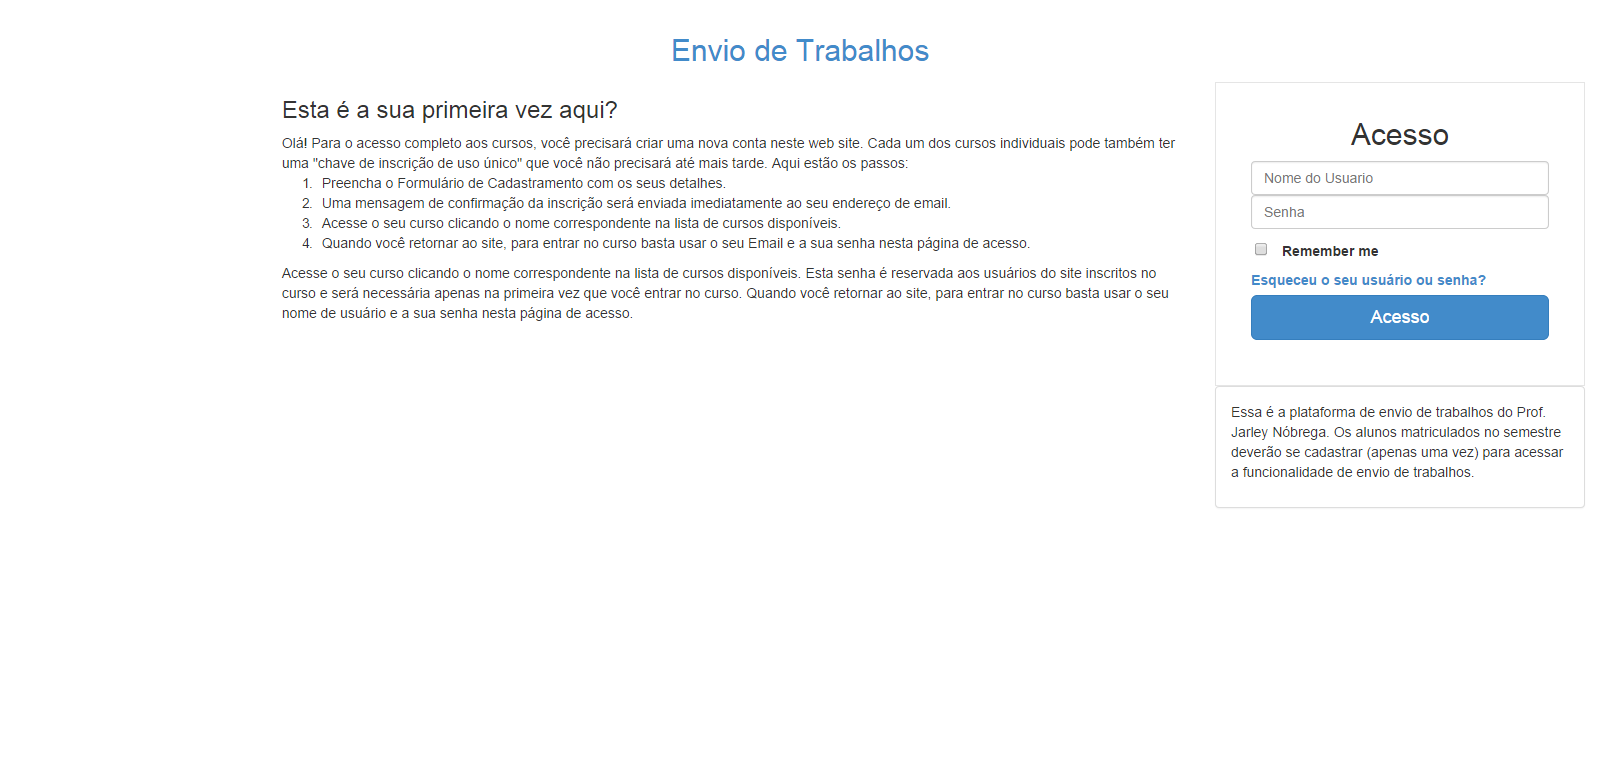 Envio de Trabalhos
Esta é a sua primeira vez aqui?
Olá! Para o acesso completo aos cursos, você precisará criar uma nova conta neste web site. Cada um dos cursos individuais pode também ter
uma "chave de inscrição de uso único" que você não precisará até mais tarde. Aqui estão os passos:
1. Preencha o Formulário de Cadastramento com os seus detalhes.
2. Uma mensagem de confirmação da inscrição será enviada imediatamente ao seu endereço de email.
3. Acesse o seu curso clicando o nome correspondente na lista de cursos disponíveis.
4. Quando você retornar ao site, para entrar no curso basta usar o seu Email e a sua senha nesta página de acesso.
Acesse o seu curso clicando o nome correspondente na lista de cursos disponíveis. Esta senha é reservada aos usuários do site inscritos no
curso e será necessária apenas na primeira vez que você entrar no curso. Quando você retornar ao site, para entrar no curso basta usar o seu
nome de usuário e a sua senha nesta página de acesso.
Acesso
Nome do Usuario
Senha
Remember me
Esqueceu o seu usuário ou senha?
Acesso
Essa é a plataforma de envio de trabalhos do Prof.
Jarley Nóbrega. Os alunos matriculados no semestre
deverão se cadastrar (apenas uma vez) para acessar
a funcionalidade de envio de trabalhos.